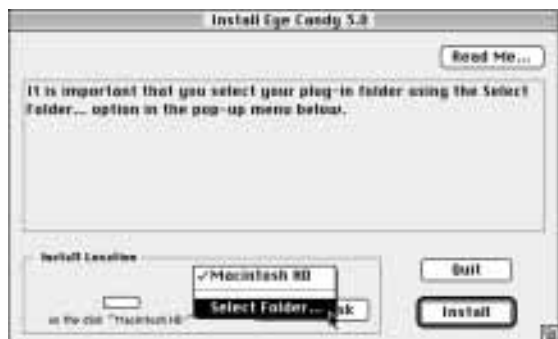 Install Eye Candy 3.0
Read Me...
It is important that you select your plug-in folder using the Select
Folder... option in the pop-up menu below.
Install Location
✓Macintosh HD
Select Folder...
on the disk "Macintosh HD"
Quit
Install